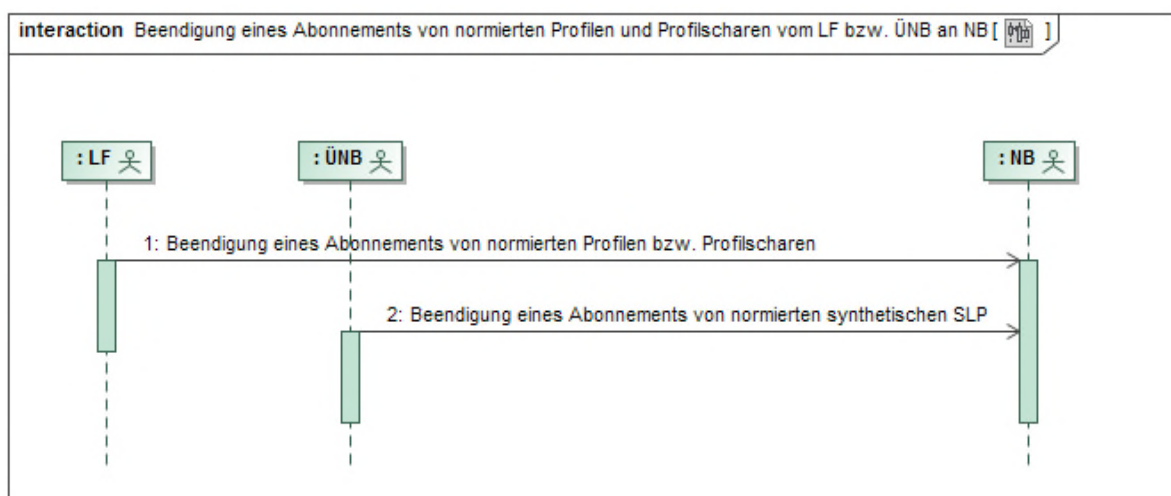 interaction Beendigung eines Abonnements von normierten Profilen und Profilscharen vom LF bzw. ÜNB an NB [ ]
: LF
: ÜNB
: NB
1: Beendigung eines Abonnements von normierten Profilen bzw. Profilscharen
2: Beendigung eines Abonnements von normierten synthetischen SLP